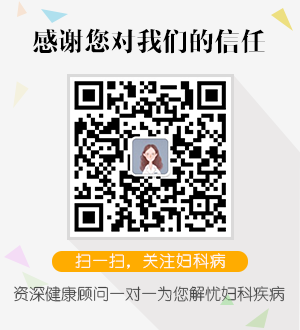 感谢您对我们的信任
扫一扫，关注妇科病
资深健康顾问一对一为您解忧妇科疾病